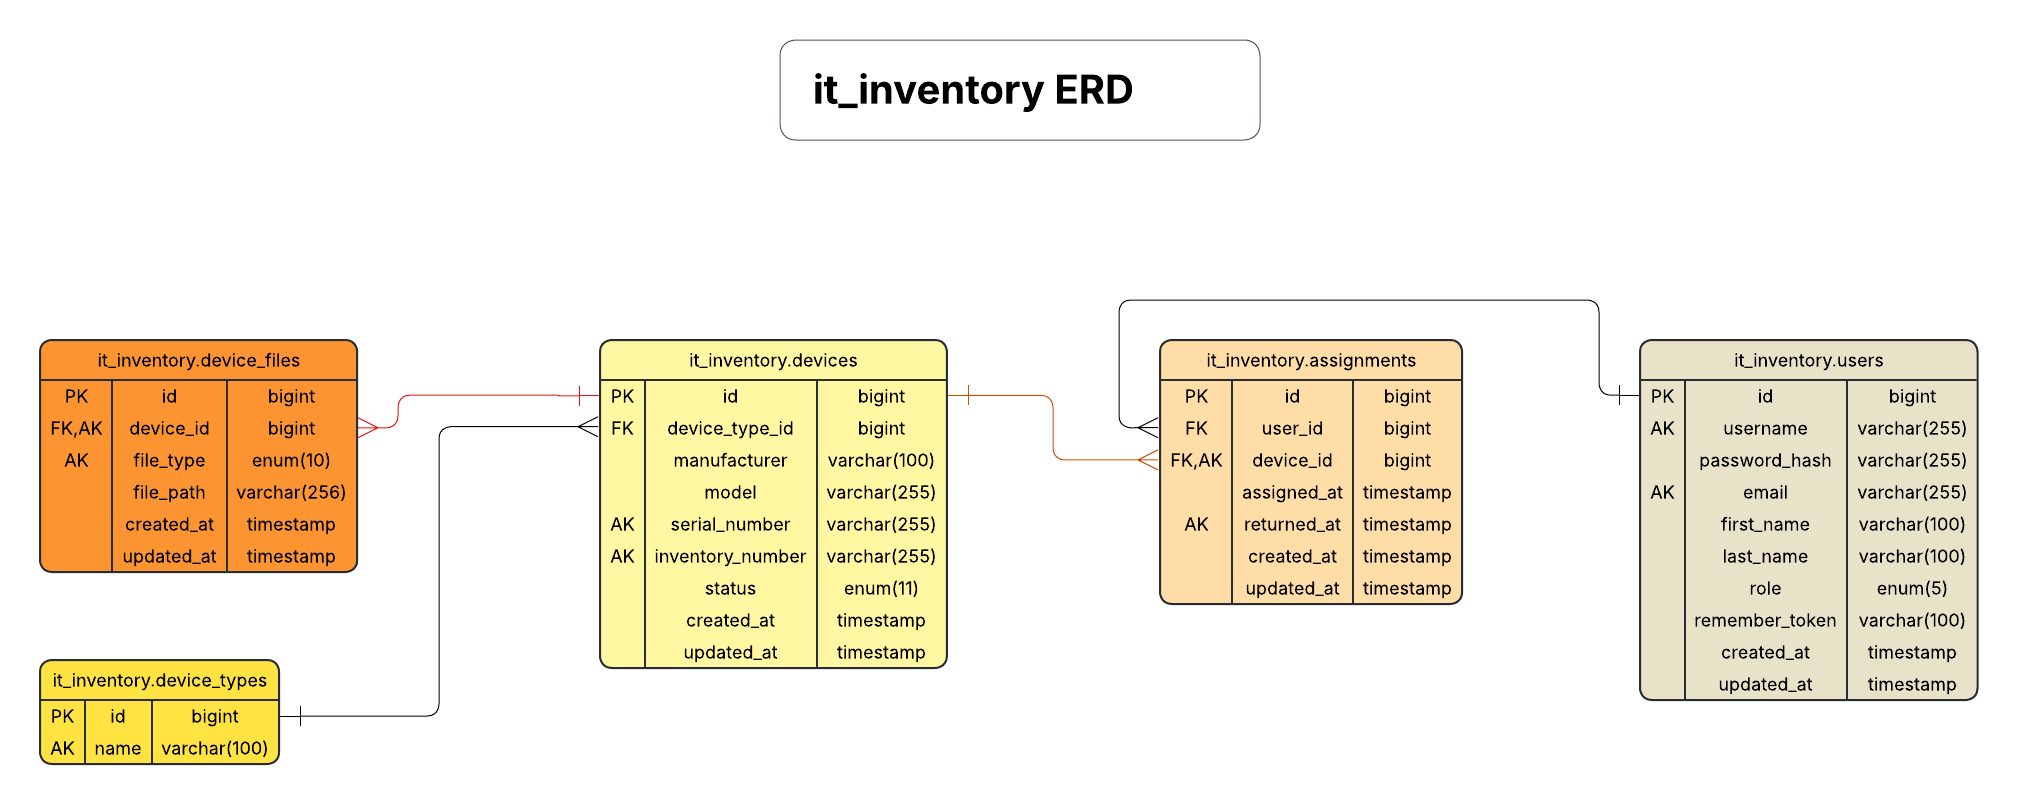 it_inventory ERD
it_inventory.device_files
PK id bigint
FK,AK device_id bigint
AK file_type enum(10)
file_path varchar(256)
created_at timestamp
updated_at timestamp
it_inventory.device_types
PK id bigint
AK name varchar(100)
it_inventory.devices
PK id bigint
FK device_type_id bigint
manufacturer varchar(100)
model varchar(255)
AK serial_number varchar(255)
AK inventory_number varchar(255)
status enum(11)
created_at timestamp
updated_at timestamp
it_inventory.assignments
PK id bigint
FK user_id bigint
FK,AK device_id bigint
assigned_at timestamp
AK returned_at timestamp
created_at timestamp
updated_at timestamp
it_inventory.users
PK id bigint
AK username varchar(255)
password_hash varchar(255)
AK email varchar(255)
first_name varchar(100)
last_name varchar(100)
role enum(5)
remember_token varchar(100)
created_at timestamp
updated_at timestamp